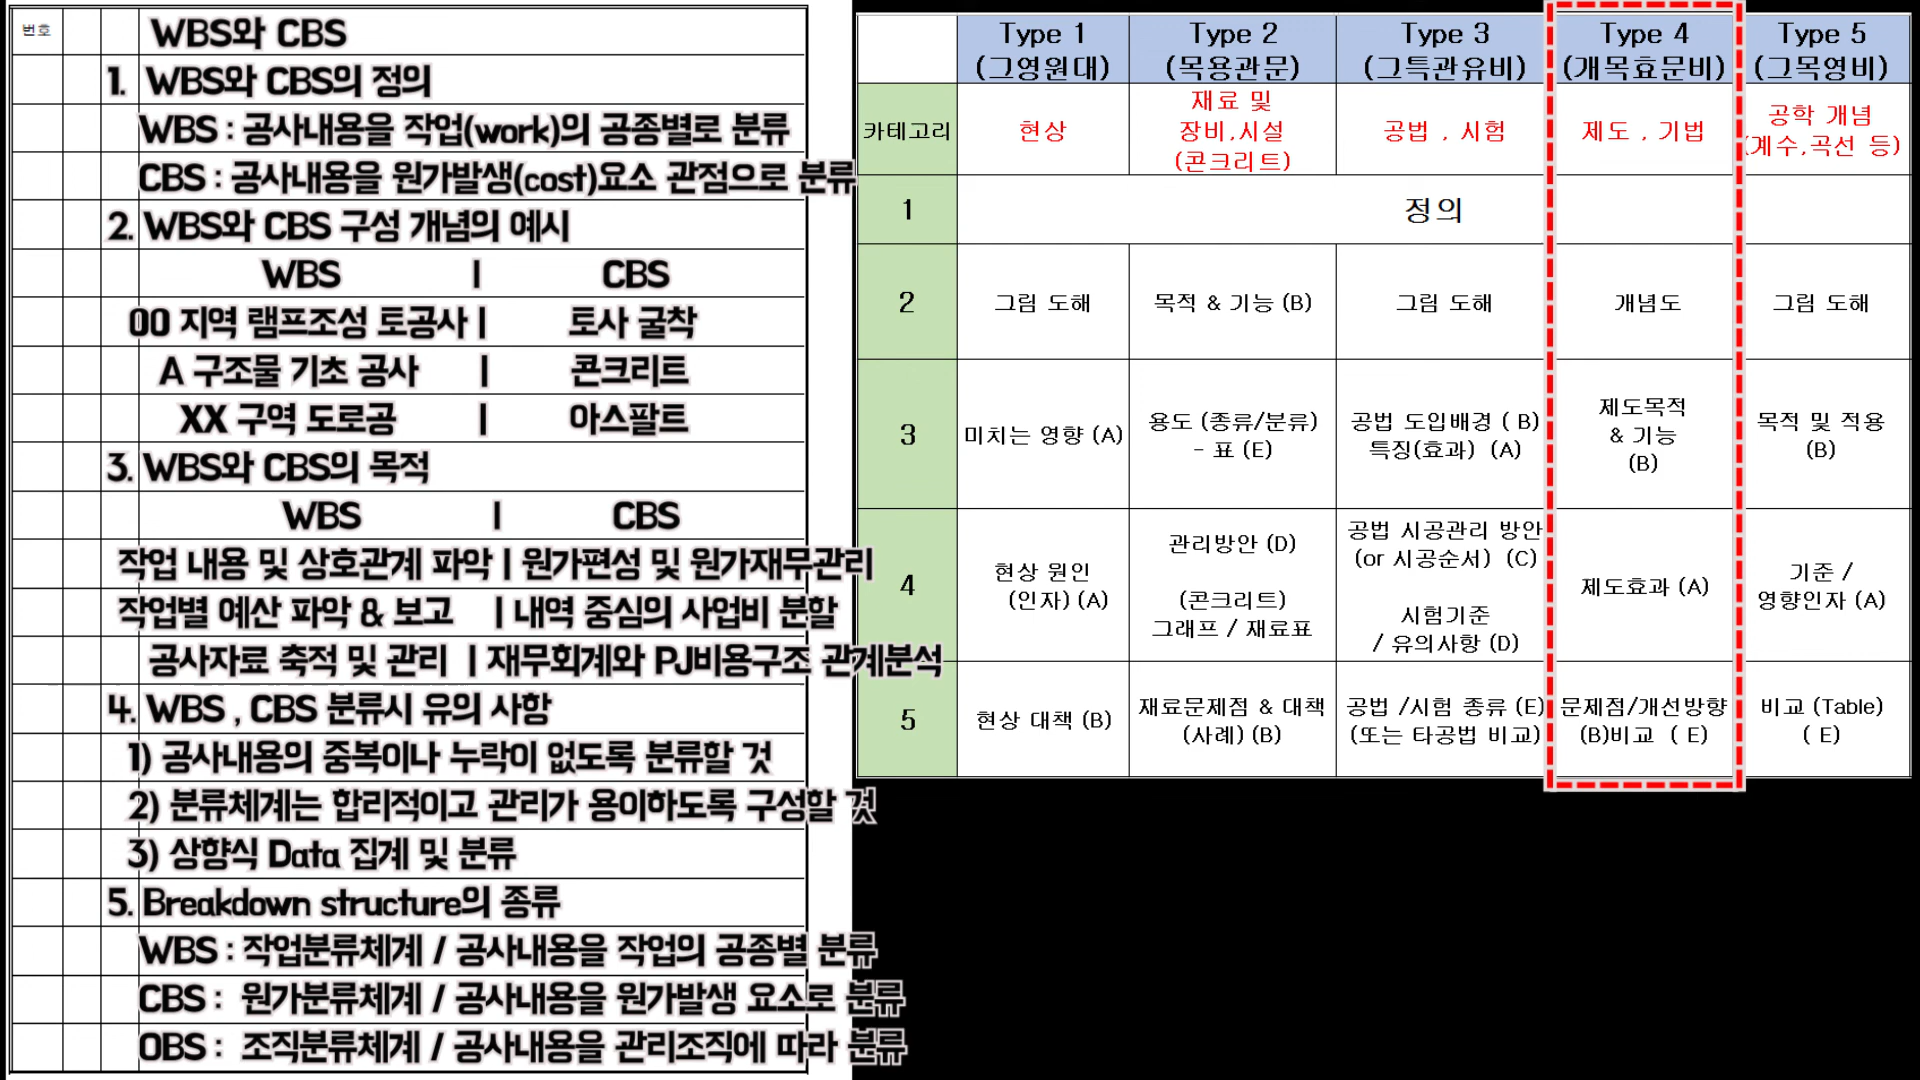 번호
WBS와 CBS
1. WBS와 CBS의 정의
WBS : 공사내용을 작업(work)의 공종별로 분류
CBS : 공사내용을 원가발생(cost)요소 관점으로 분류
2. WBS와 CBS 구성 개념의 예시
WBS | CBS
00 지역 램프조성 토공사 | 토사 굴착
A 구조물 기초 공사 | 콘크리트
XX 구역 도로공 | 아스팔트
3. WBS와 CBS의 목적
WBS | CBS
작업 내용 및 상호관계 파악 | 원가편성 및 원가재무관리
작업별 예산 파악 & 보고 | 내역 중심의 사업비 분할
공사자료 축적 및 관리 | 재무회계와 PJ비용구조 관계분석
4. WBS , CBS 분류시 유의 사항
1) 공사내용의 중복이나 누락이 없도록 분류할 것
2) 분류체계는 합리적이고 관리가 용이하도록 구성할 것
3) 상향식 Data 집계 및 분류
5. Breakdown structure의 종류
WBS : 작업분류체계 / 공사내용을 작업의 공종별 분류
CBS : 원가분류체계 / 공사내용을 원가발생 요소로 분류
OBS : 조직분류체계 / 공사내용을 관리조직에 따라 분류
Type 1 Type 2 Type 3 Type 4 Type 5
(그영원대) (목용관문) (그특관유비) (개목효문비) (그목영비)
카테고리
현상
재료 및
장비,시설
(콘크리트)
공법 , 시험
제도 , 기법
공학 개념
(계수,곡선 등)
1
정의
2
그림 도해
목적 & 기능 (B)
그림 도해
개념도
그림 도해
3
미치는 영향 (A)
용도 (종류/분류)
- 표 (E)
공법 도입배경 ( B)
특징(효과) (A)
제도목적
& 기능
(B)
목적 및 적용
(B)
4
현상 원인
(인자) (A)
관리방안 (D)
(콘크리트)
그래프 / 재료표
공법 시공관리 방안
(or 시공순서) (C)
시험기준
/ 유의사항 (D)
제도효과 (A)
기준 /
영향인자 (A)
5
현상 대책 (B)
재료문제점 & 대책
(사례) (B)
공법 /시험 종류 (E)
(또는 타공법 비교)
문제점/개선방향
(B)비교 ( E)
비교 (Table)
( E)